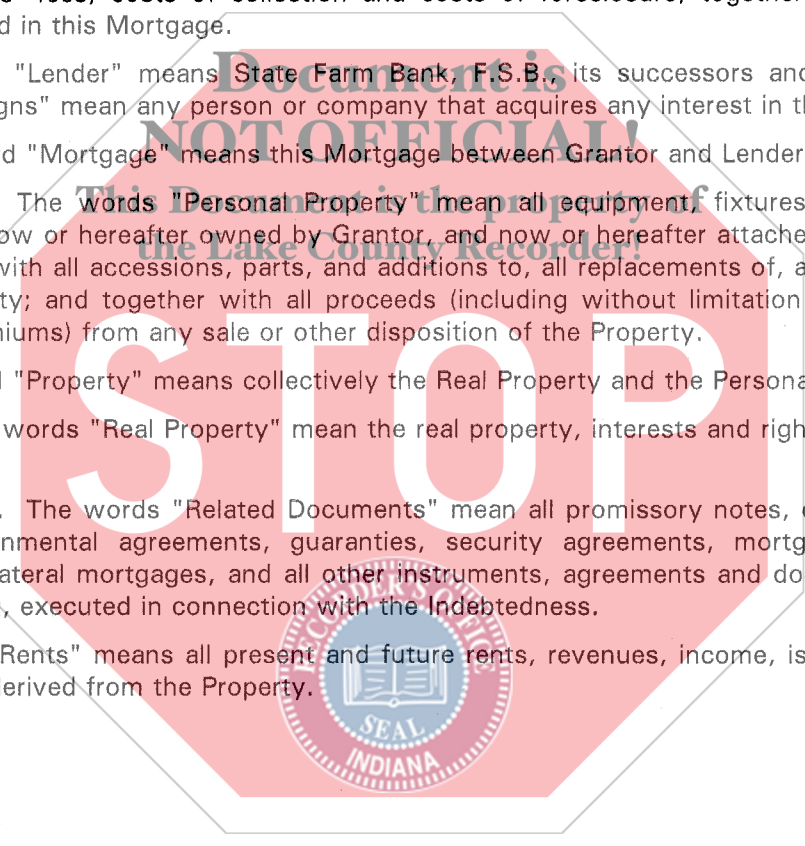 costs of collection and costs of foreclosure, together
d in this Mortgage.
"Lender" means State Farm Bank, F.S.B., its successors and
Document is
gns" mean any person or company that acquires any interest in th
NOT OFFICIAL!
d "Mortgage" means this Mortgage between Grantor and Lender
This Document is the property of
The words "Personal Property" mean all equipment, fixtures
the Lake County Recorder!
ow or hereafter owned by Grantor, and now or hereafter attache
with all accessions, parts, and additions to, all replacements of, a
ty; and together with all proceeds (including without limitation
niums) from any sale or other disposition of the Property.
STOP
"Property" means collectively the Real Property and the Persona
words "Real Property" mean the real property, interests and righ
. The words "Related Documents" mean all promissory notes, c
nmental agreements, guaranties, security agreements, mortg
ateral mortgages, and all other instruments, agreements and do
, executed in connection with the Indebtedness.
Rents" means all present and future rents, revenues, income, is
derived from the Property.
RECORDER'S OFFICE
SEAL
INDIANA